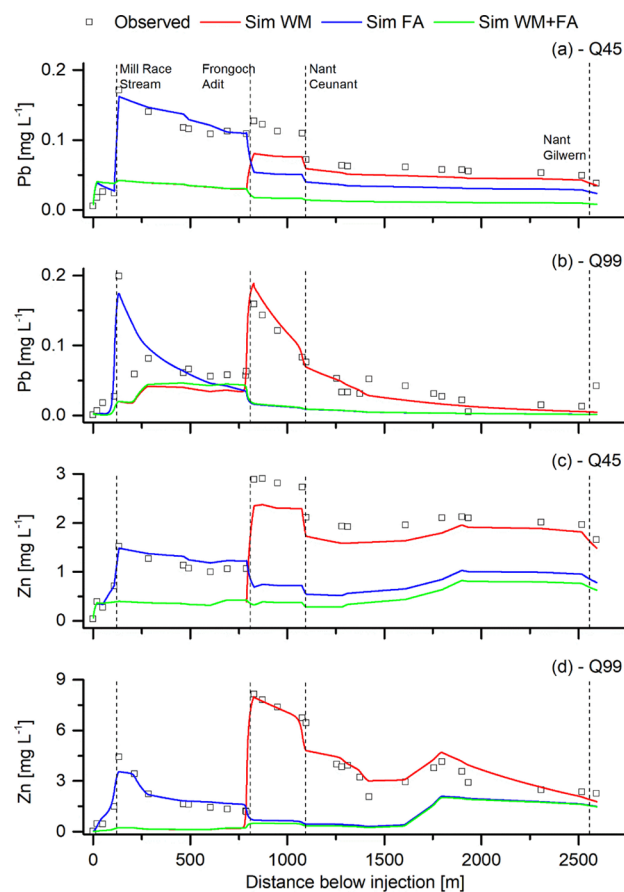 Observed Sim WM Sim FA Sim WM+FA
(a) - Q45
Mill Race
Stream
Frongoch
Adit
Nant
Ceunant
Nant
Gilwern
Pb [mg L-1]
0.2
0.1
0.0
(b) - Q99
Pb [mg L-1]
0.2
0.1
0.0
(c) - Q45
Zn [mg L-1]
3
2
1
0
(d) - Q99
Zn [mg L-1]
9
6
3
0
0 500 1000 1500 2000 2500
Distance below injection [m]